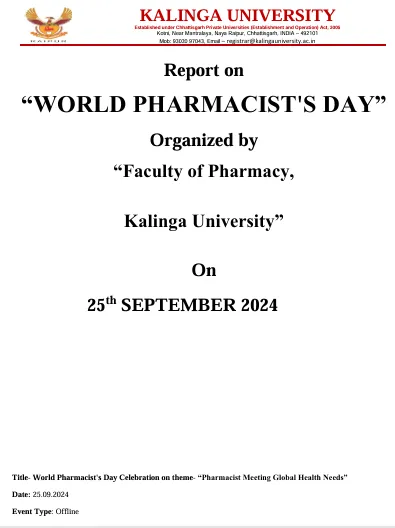 KALINGA UNIVERSITY
Established under Chhattisgarh Private Universities (Establishment and Operation) Act, 2005
Kotni, Near Mantralaya, Naya Raipur, Chhattisgarh, INDIA – 492101
Mob: 93030 97043, Email – registrar@kalingauniversity.ac.in
Report on
“WORLD PHARMACIST'S DAY”
Organized by
“Faculty of Pharmacy,
Kalinga University”
On
25th SEPTEMBER 2024
Title- World Pharmacist's Day Celebration on theme- “Pharmacist Meeting Global Health Needs”
Date: 25.09.2024
Event Type: Offline